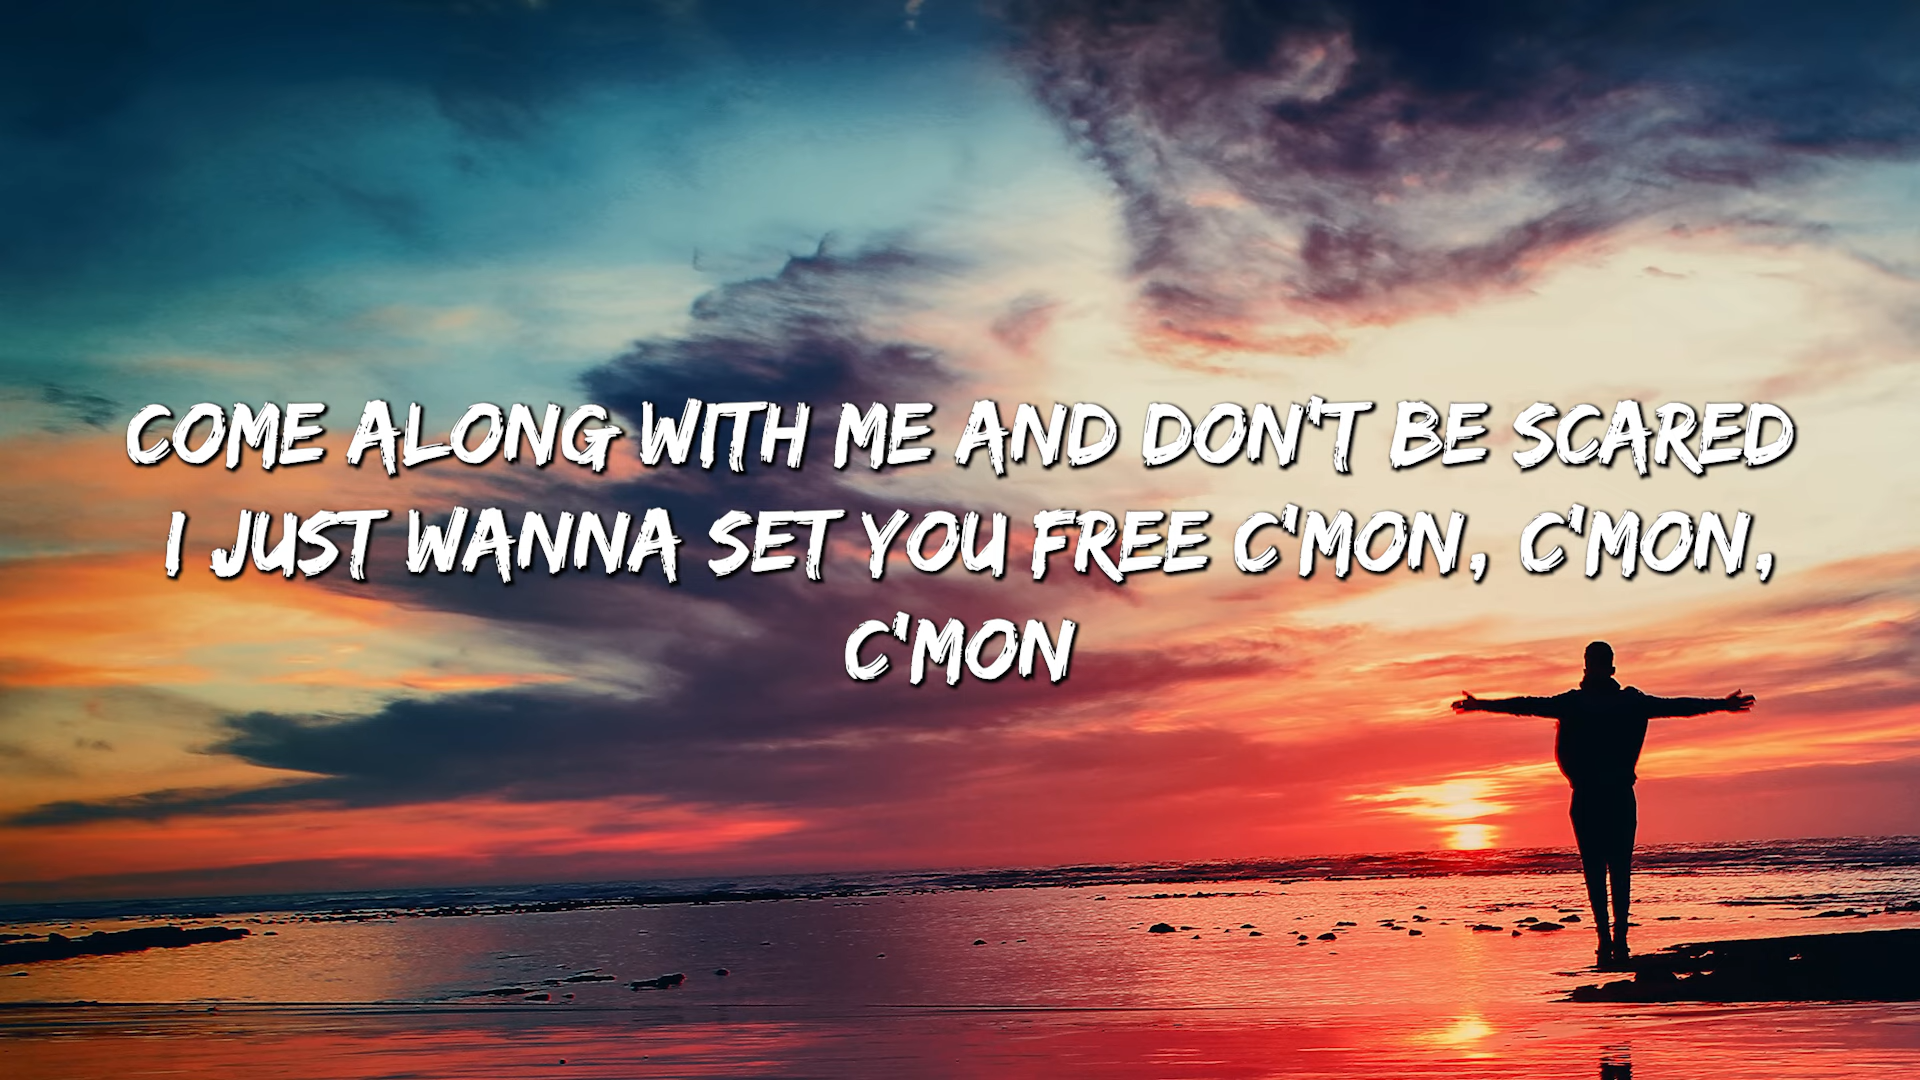 COME ALONG WITH ME AND DON'T BE SCARED
I JUST WANNA SET YOU FREE C'MON, C'MON,
C'MON